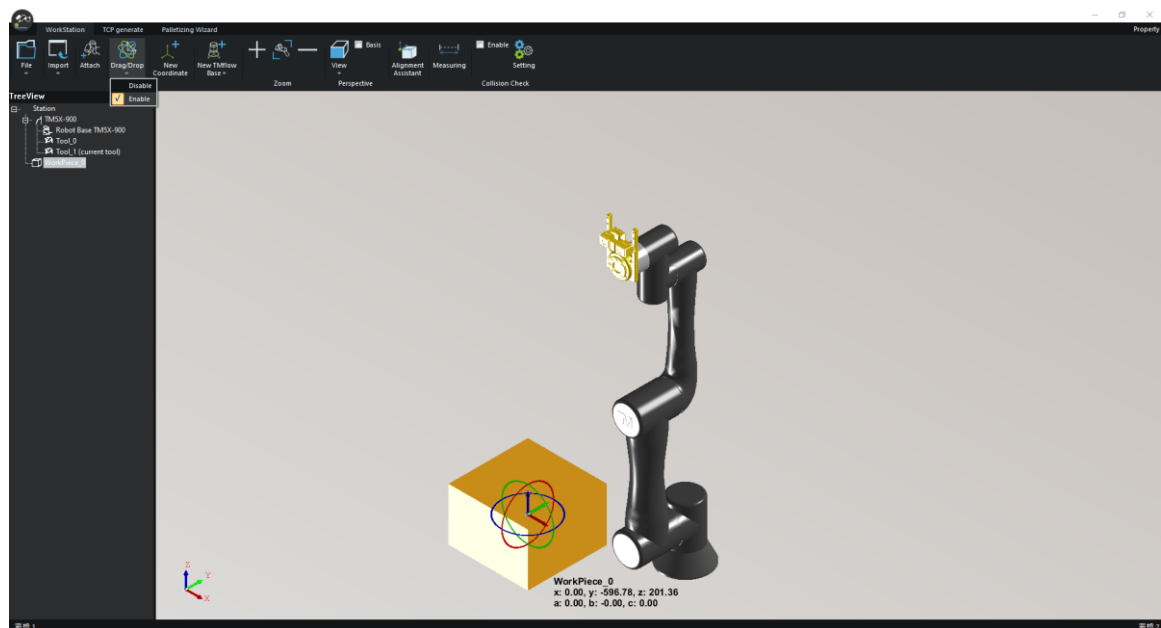 WorkStation TCP generate Palletizing Wizard Property
File Import Attach Drag/Drop New Coordinate New TMflow Base View Basis Alignment Assistant Measuring Enable Setting
Zoom Perspective Collision Check
Disable
Enable
TreeView
Station
TM5X-900
Robot Base TM5X-900
Tool_0
Tool_1 (current tool)
WorkPiece_0
TM
WorkPiece_0
x: 0.00, y: -596.78, z: 201.36
a: 0.00, b: -0.00, c: 0.00
Z
Y
X